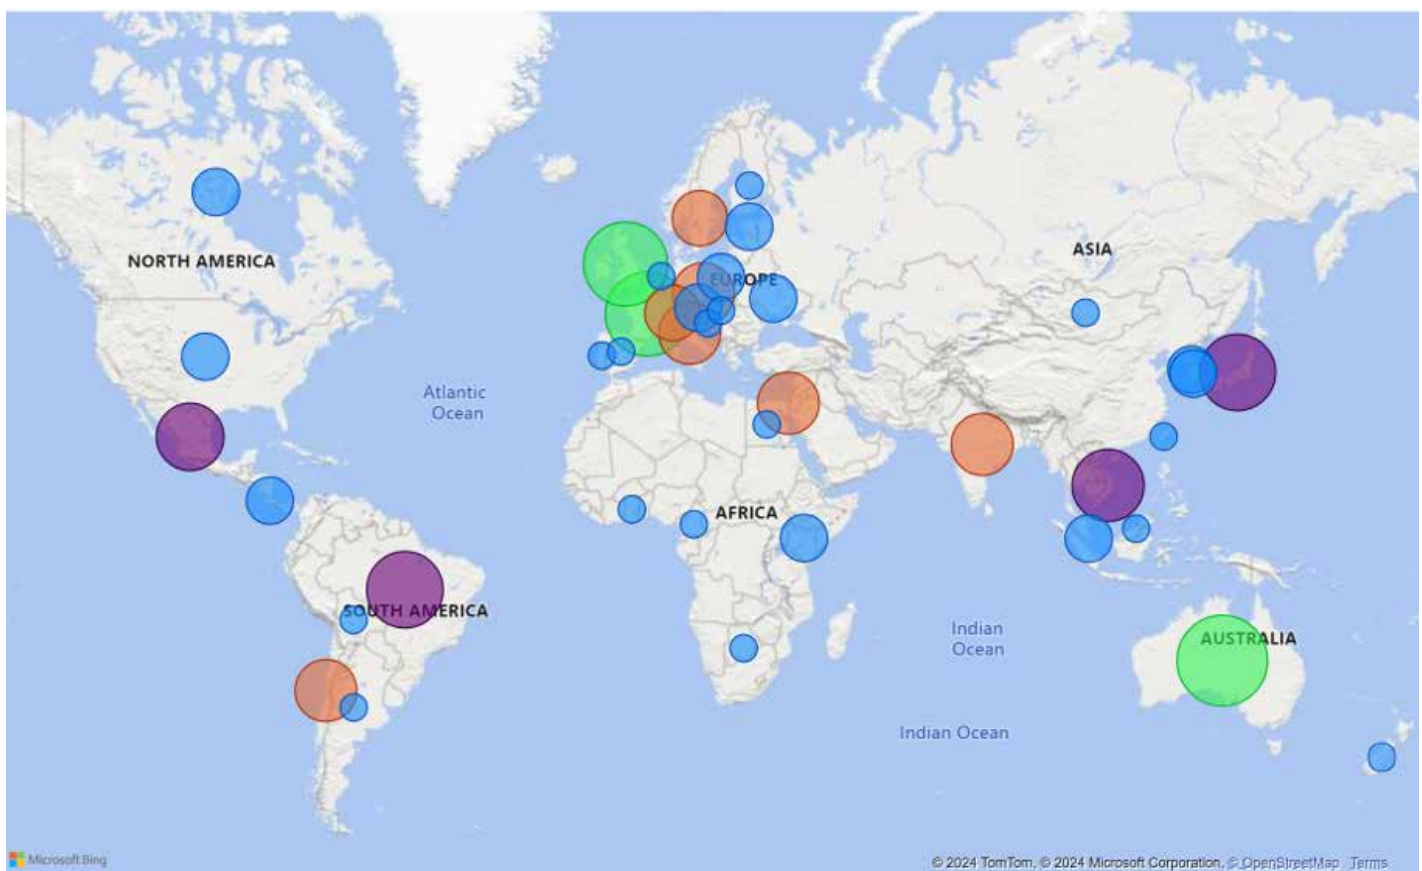 NORTH AMERICA
EUROPE
ASIA
Atlantic
Ocean
AFRICA
SOUTH AMERICA
Indian
Ocean
AUSTRALIA
Indian Ocean
Microsoft Bing
© 2024 TomTom, © 2024 Microsoft Corporation, © OpenStreetMap Terms